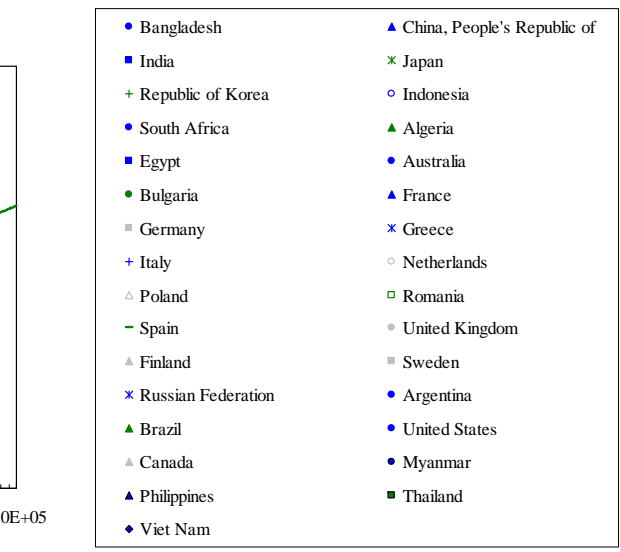 Bangladesh China, People's Republic of
India Japan
Republic of Korea Indonesia
South Africa Algeria
Egypt Australia
Bulgaria France
Germany Greece
Italy Netherlands
Poland Romania
Spain United Kingdom
Finland Sweden
Russian Federation Argentina
Brazil United States
Canada Myanmar
Philippines Thailand
Viet Nam
0E+05